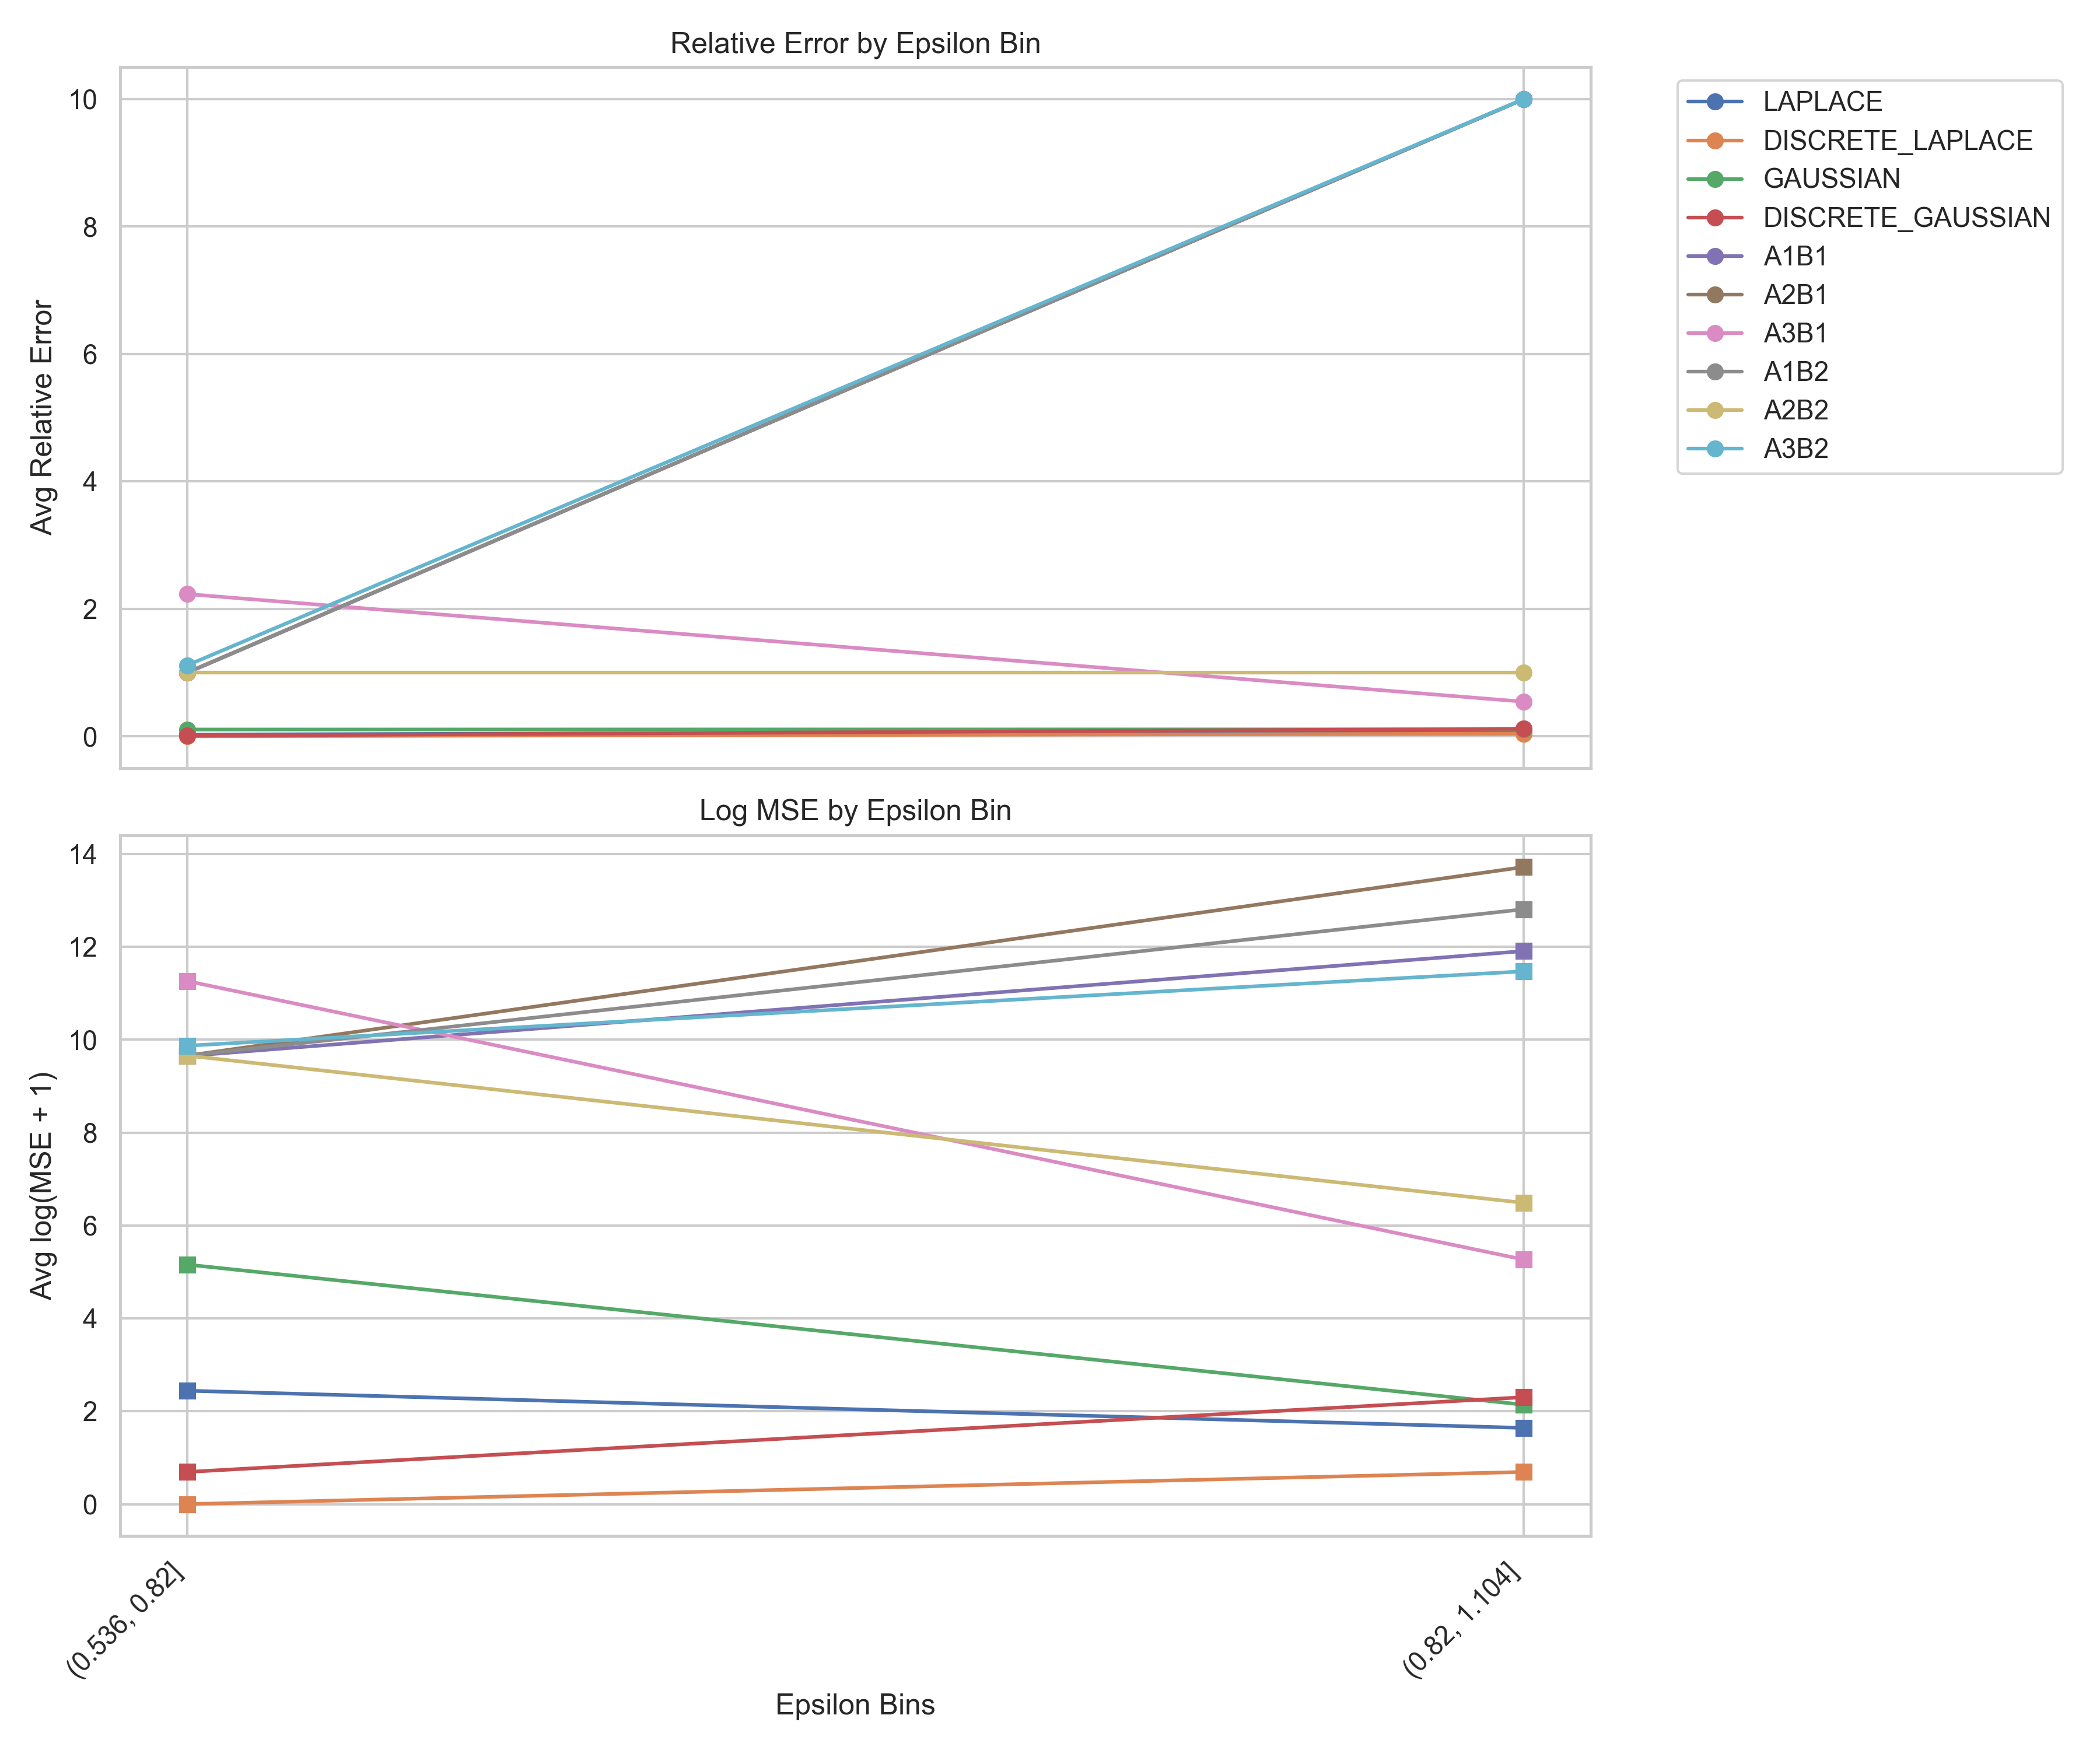 Relative Error by Epsilon Bin
Avg Relative Error
10
8
6
4
2
0
LAPLACE
DISCRETE_LAPLACE
GAUSSIAN
DISCRETE_GAUSSIAN
A1B1
A2B1
A3B1
A1B2
A2B2
A3B2
Log MSE by Epsilon Bin
Avg log(MSE + 1)
14
12
10
8
6
4
2
0
(0.536, 0.82]
(0.82, 1.104]
Epsilon Bins